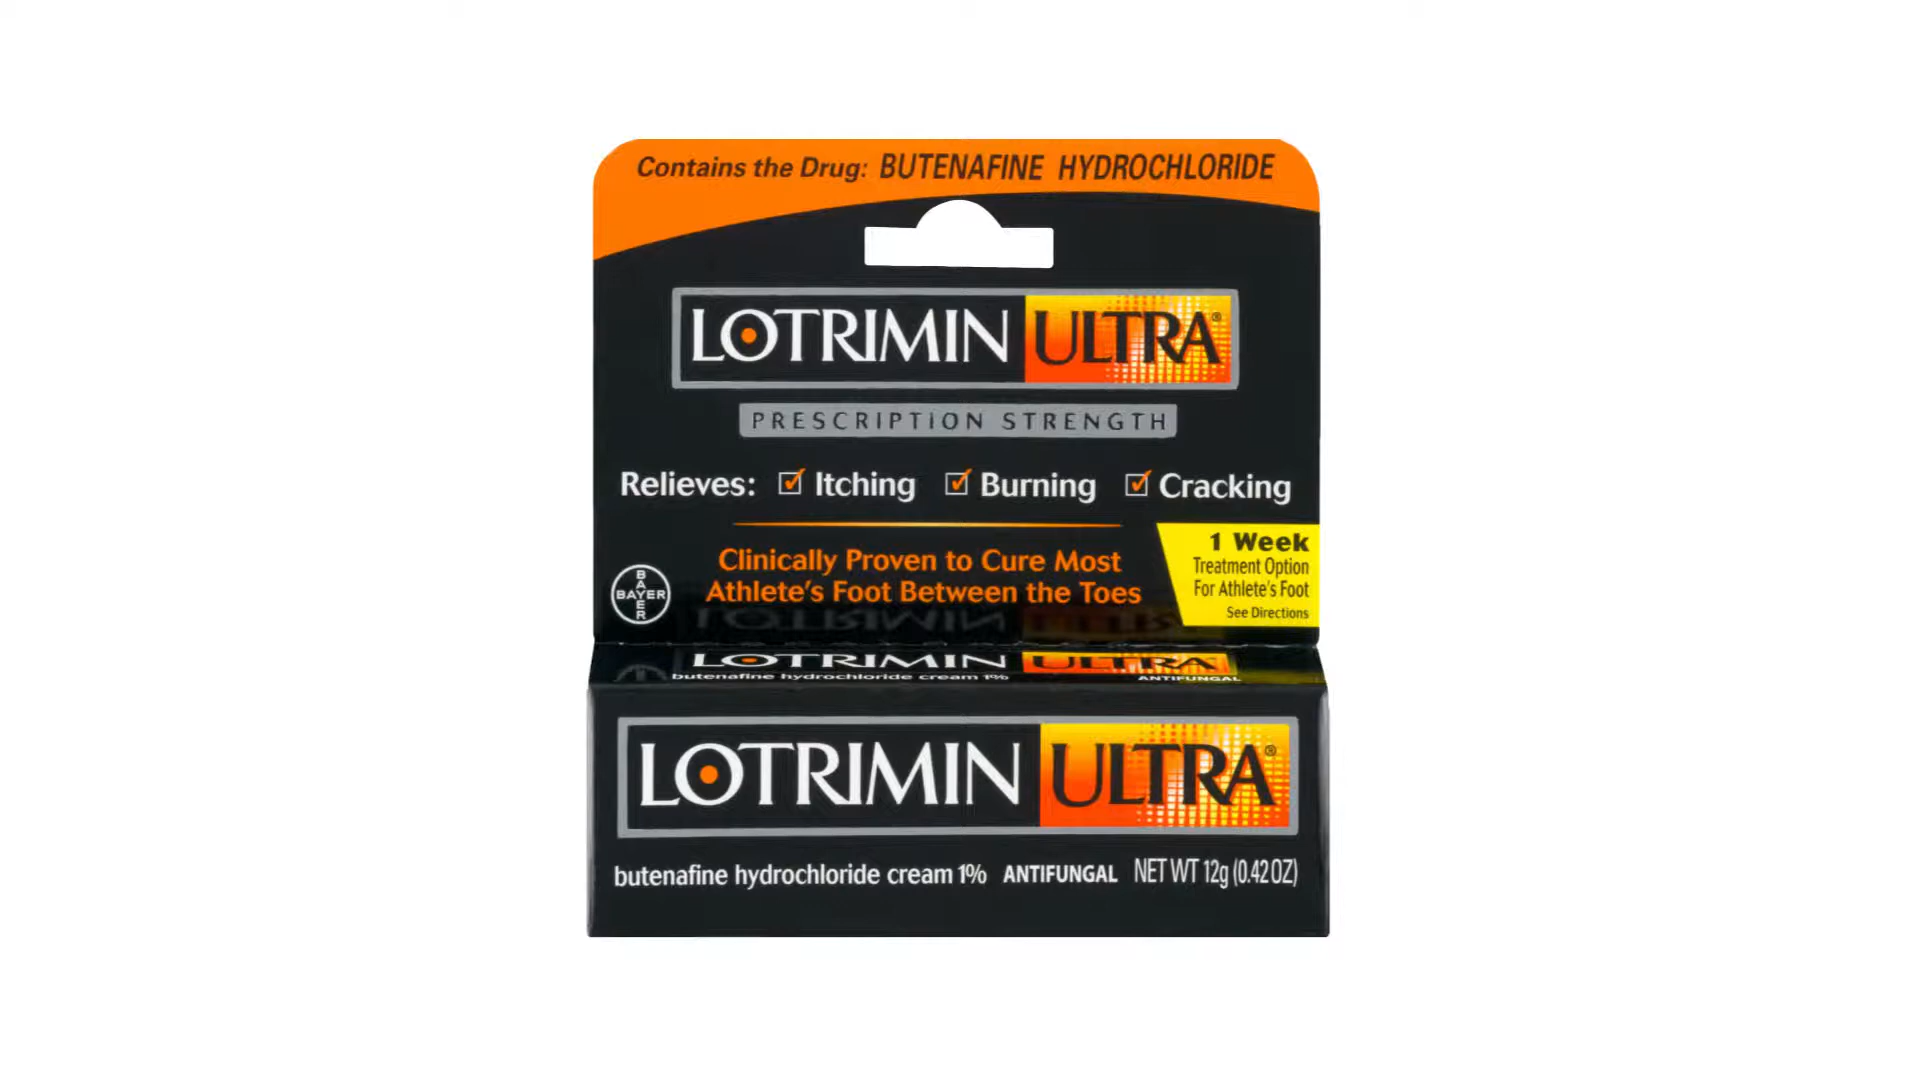 Contains the Drug: BUTENAFINE HYDROCHLORIDE
LOTRIMIN ULTRA®
PRESCRIPTION STRENGTH
Relieves: Itching Burning Cracking
Clinically Proven to Cure Most
Athlete's Foot Between the Toes
1 Week
Treatment Option
For Athlete's Foot
See Directions
BAYER
BAYER
LOTRIMIN ULTRA
butenafine hydrochloride cream 1% ANTIFUNGAL
LOTRIMIN ULTRA®
butenafine hydrochloride cream 1% ANTIFUNGAL NET WT 12g (0.42 OZ)